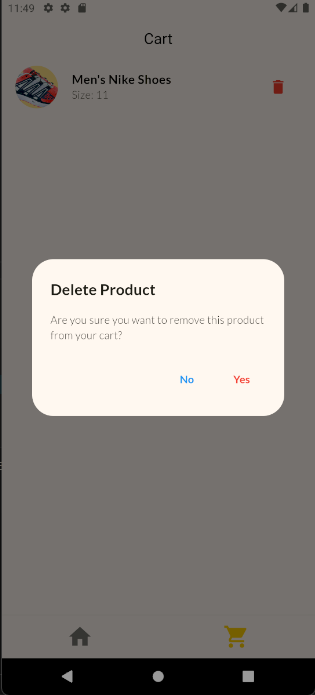 11:49
Cart
Men's Nike Shoes
Size: 11
Delete Product
Are you sure you want to remove this product
from your cart?
No Yes